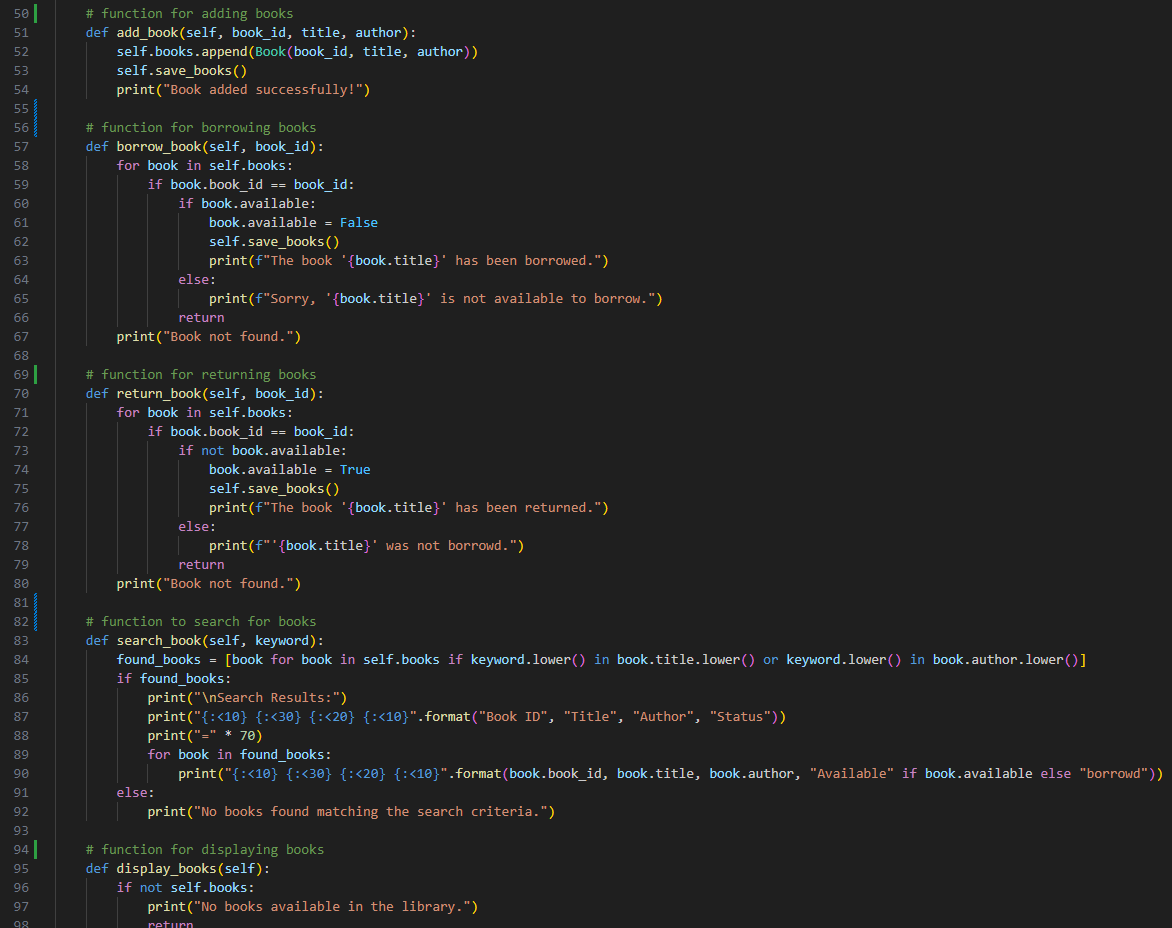 50 # function for adding books
51 def add_book(self, book_id, title, author):
52 self.books.append(Book(book_id, title, author))
53 self.save_books()
54 print("Book added successfully!")
55
56 # function for borrowing books
57 def borrow_book(self, book_id):
58 for book in self.books:
59 if book.book_id == book_id:
60 if book.available:
61 book.available = False
62 self.save_books()
63 print(f"The book '{book.title}' has been borrowed.")
64 else:
65 print(f"Sorry, '{book.title}' is not available to borrow.")
66 return
67 print("Book not found.")
68
69 # function for returning books
70 def return_book(self, book_id):
71 for book in self.books:
72 if book.book_id == book_id:
73 if not book.available:
74 book.available = True
75 self.save_books()
76 print(f"The book '{book.title}' has been returned.")
77 else:
78 print(f"'{book.title}' was not borrowd.")
79 return
80 print("Book not found.")
81
82 # function to search for books
83 def search_book(self, keyword):
84 found_books = [book for book in self.books if keyword.lower() in book.title.lower() or keyword.lower() in book.author.lower()]
85 if found_books:
86 print("\nSearch Results:")
87 print("{:<10} {:<30} {:<20} {:<10}".format("Book ID", "Title", "Author", "Status"))
88 print("=" * 70)
89 for book in found_books:
90 print("{:<10} {:<30} {:<20} {:<10}".format(book.book_id, book.title, book.author, "Available" if book.available else "borrowd"))
91 else:
92 print("No books found matching the search criteria.")
93
94 # function for displaying books
95 def display_books(self):
96 if not self.books:
97 print("No books available in the library.")
98 return